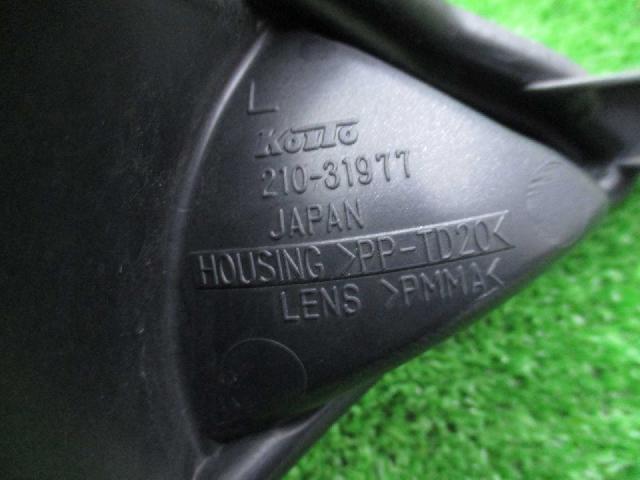 L
KOITO
210-31977
JAPAN
HOUSING >PP-TD20<
LENS >PMMA<